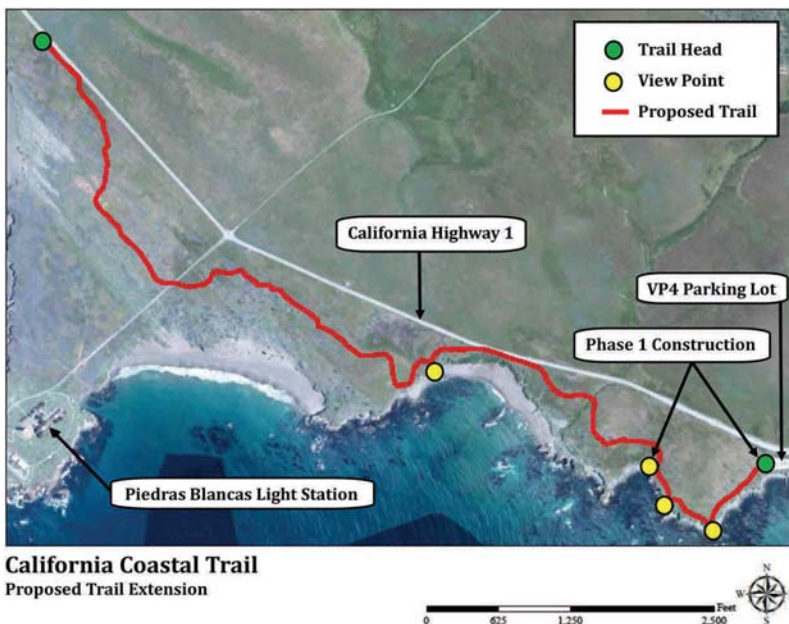 Trail Head
View Point
Proposed Trail
California Highway 1
VP4 Parking Lot
Phase 1 Construction
Piedras Blancas Light Station
California Coastal Trail
Proposed Trail Extension
N
W
E
S
Feet
0 625 1,250 2,500